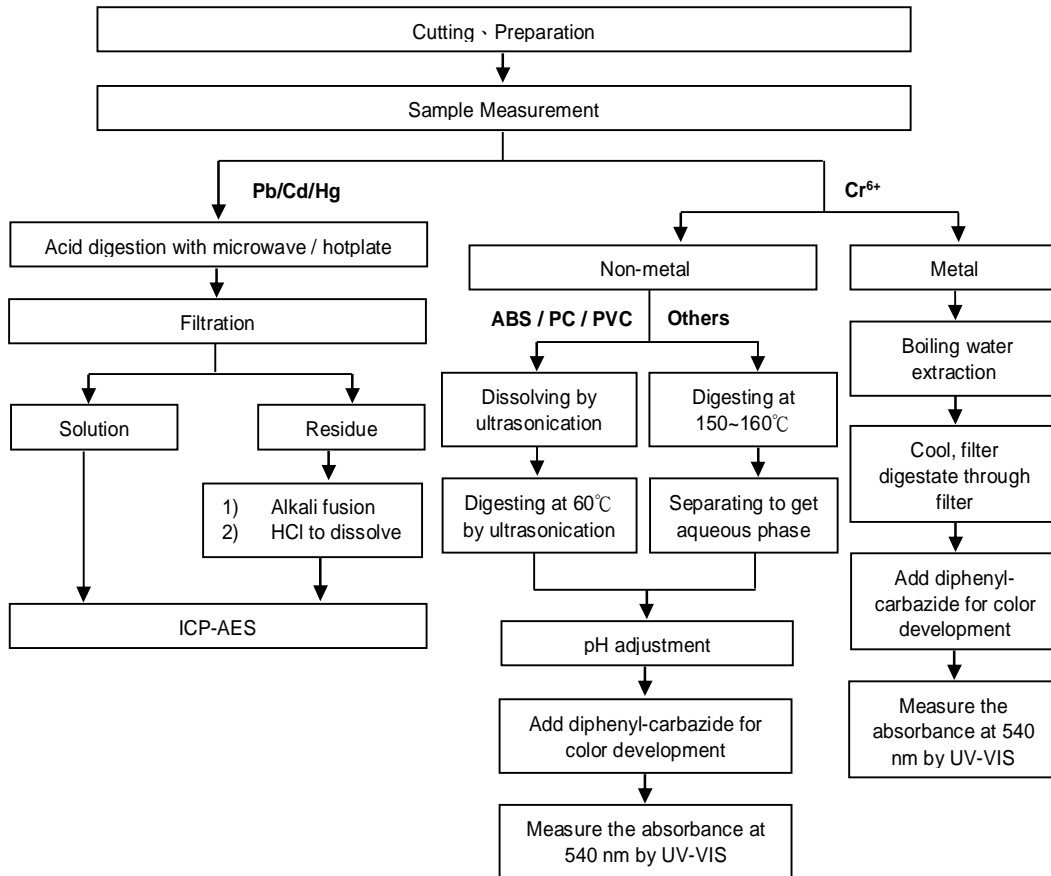 Cutting、Preparation
Sample Measurement
Pb/Cd/Hg
Acid digestion with microwave / hotplate
Filtration
Solution
Residue
1) Alkali fusion
2) HCl to dissolve
ICP-AES
Cr⁶⁺
Non-metal
ABS / PC / PVC
Others
Dissolving by
ultrasonication
Digesting at
150~160℃
Digesting at 60℃
by ultrasonication
Separating to get
aqueous phase
pH adjustment
Add diphenyl-carbazide for
color development
Measure the absorbance at
540 nm by UV-VIS
Metal
Boiling water
extraction
Cool, filter
digestate through
filter
Add diphenyl-
carbazide for color
development
Measure the
absorbance at 540
nm by UV-VIS